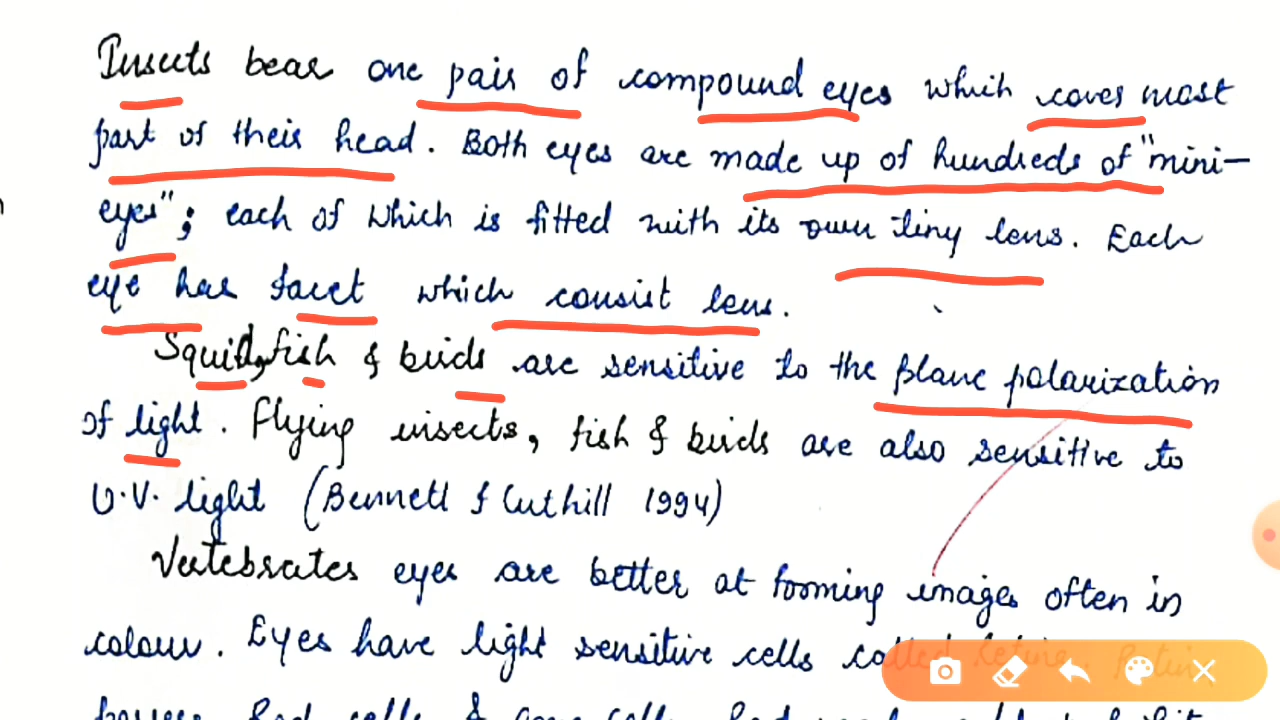 Insects bear one pair of compound eyes which cover most
part of their head. Both eyes are made up of hundreds of "mini-
eyes"; each of which is fitted with its own tiny lens. Each
eye has facet which consist lens.
Squid, fish & birds are sensitive to the plane polarization
of light. Flying insects, fish & birds are also sensitive to
U.V. light (Bennett & Cuthill 1994)
Vertebrates eyes are better at forming images often in
colour. Eyes have light sensitive cells called Retina.